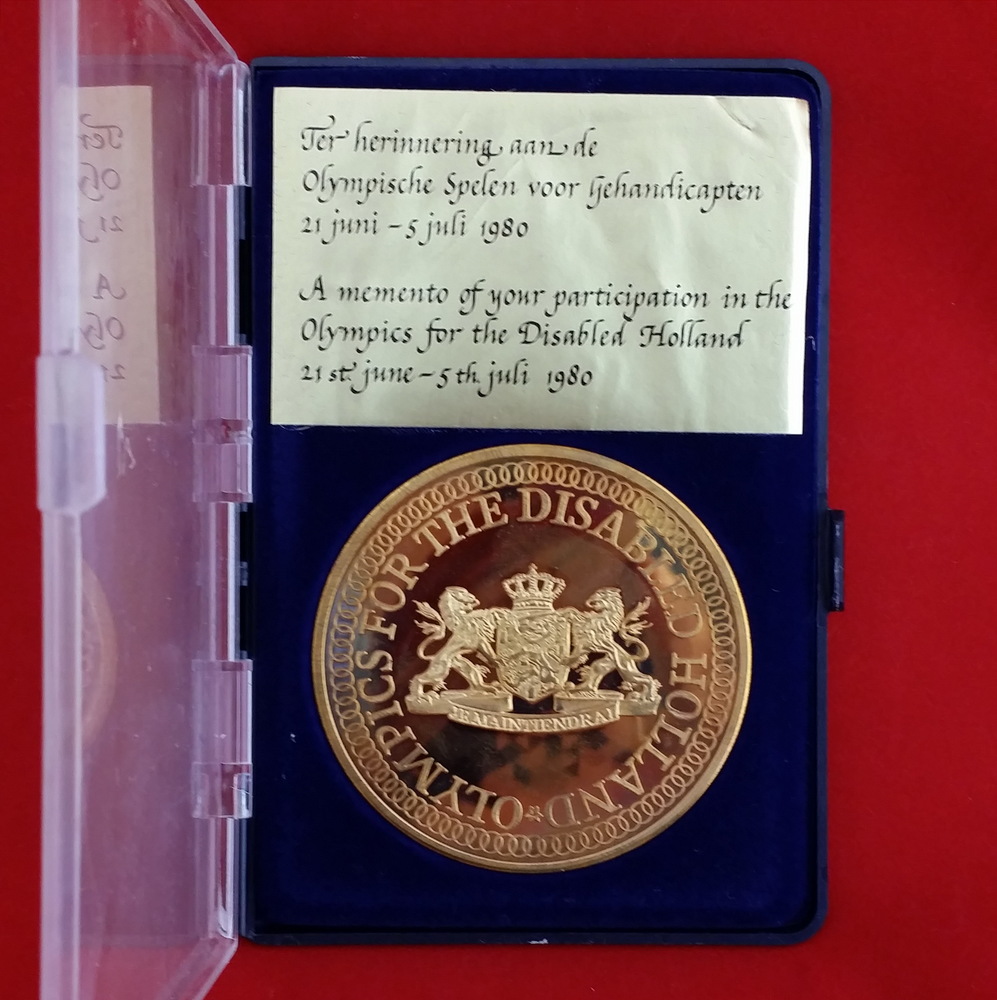 Ter herinnering aan de
Olympische Spelen voor Gehandicapten
21 juni – 5 juli 1980
A memento of your participation in the
Olympics for the Disabled Holland
21 st. june – 5 th. juli 1980
OLYMPICS FOR THE DISABLED HOLLAND
JE MAINTIENDRAI